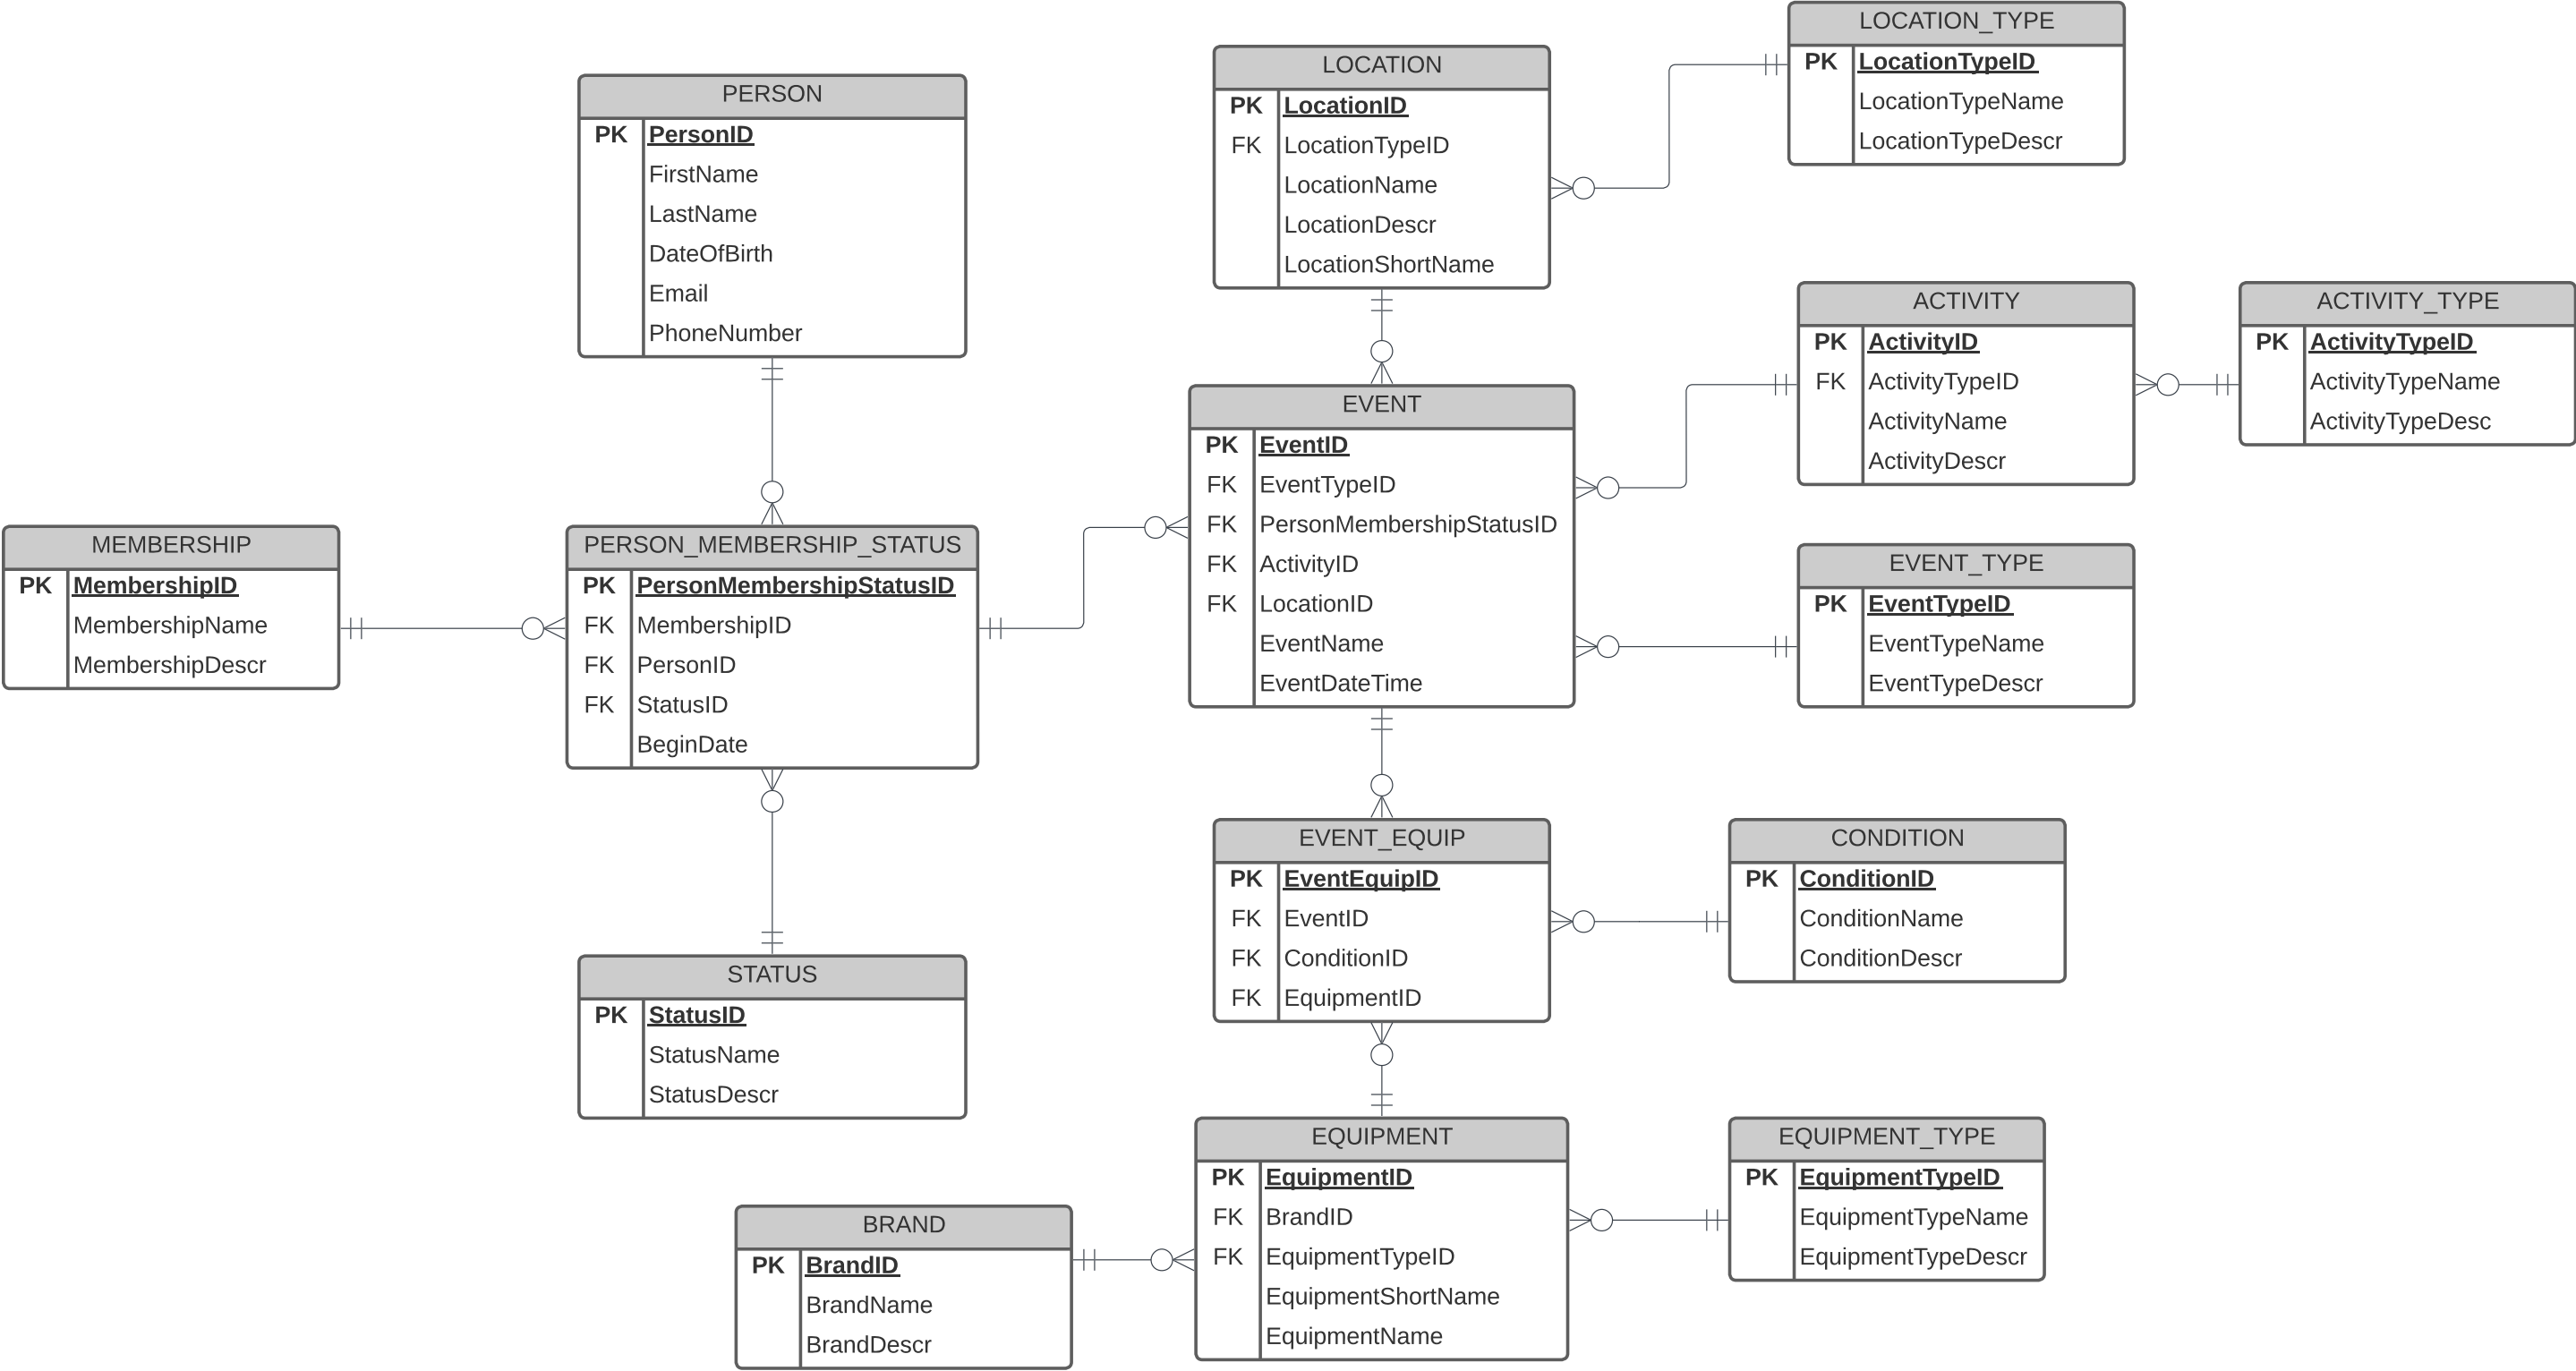 LOCATION_TYPE
PK LocationTypeID
LocationTypeName
LocationTypeDescr
LOCATION
PK LocationID
FK LocationTypeID
LocationName
LocationDescr
LocationShortName
PERSON
PK PersonID
FirstName
LastName
DateOfBirth
Email
PhoneNumber
ACTIVITY
PK ActivityID
FK ActivityTypeID
ActivityName
ActivityDescr
ACTIVITY_TYPE
PK ActivityTypeID
ActivityTypeName
ActivityTypeDesc
EVENT
PK EventID
FK EventTypeID
FK PersonMembershipStatusID
FK ActivityID
FK LocationID
EventName
EventDateTime
MEMBERSHIP
PK MembershipID
MembershipName
MembershipDescr
PERSON_MEMBERSHIP_STATUS
PK PersonMembershipStatusID
FK MembershipID
FK PersonID
FK StatusID
BeginDate
EVENT_TYPE
PK EventTypeID
EventTypeName
EventTypeDescr
EVENT_EQUIP
PK EventEquipID
FK EventID
FK ConditionID
FK EquipmentID
CONDITION
PK ConditionID
ConditionName
ConditionDescr
STATUS
PK StatusID
StatusName
StatusDescr
EQUIPMENT
PK EquipmentID
FK BrandID
FK EquipmentTypeID
EquipmentShortName
EquipmentName
EQUIPMENT_TYPE
PK EquipmentTypeID
EquipmentTypeName
EquipmentTypeDescr
BRAND
PK BrandID
BrandName
BrandDescr